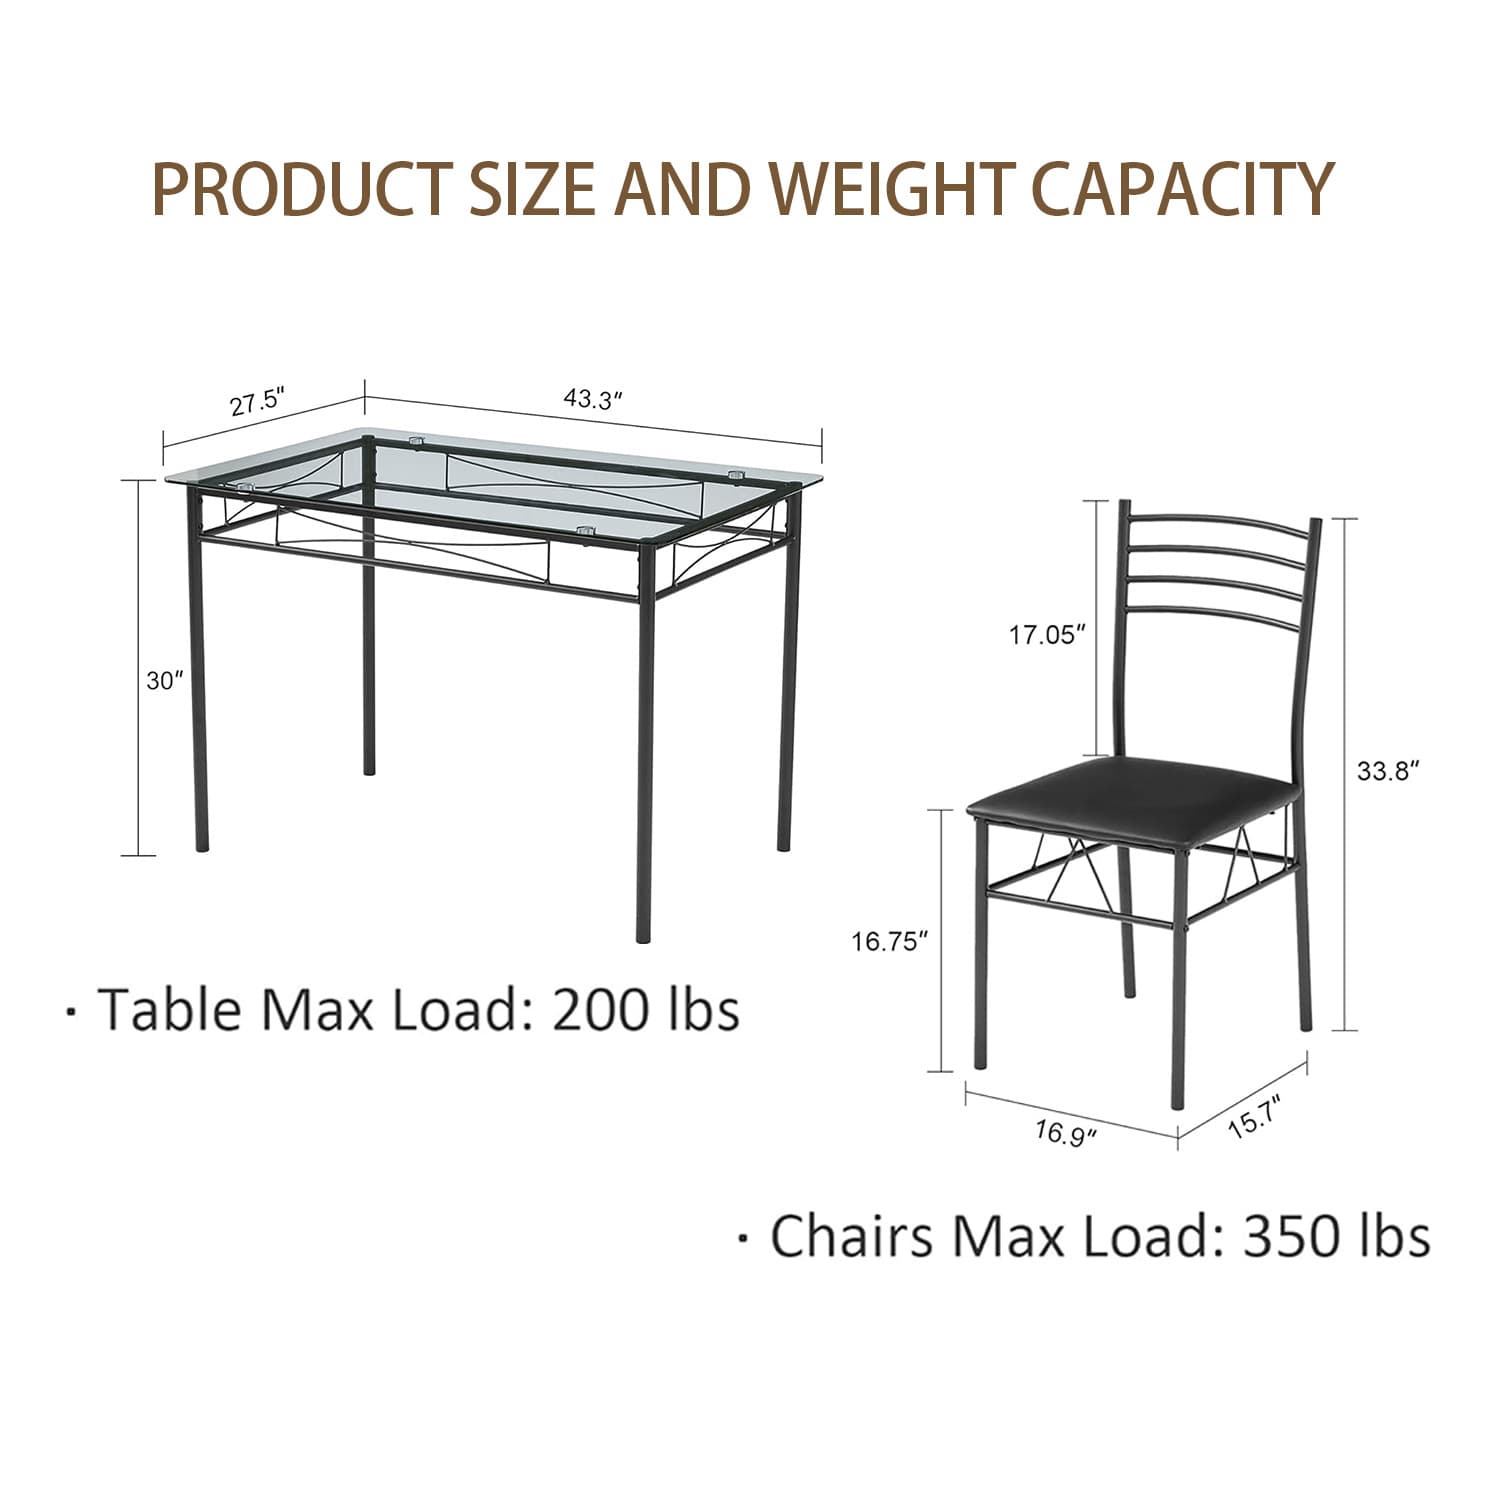 PRODUCT SIZE AND WEIGHT CAPACITY
27.5"
43.3"
30"
17.05"
33.8"
16.75"
16.9"
15.7"
· Table Max Load: 200 lbs
· Chairs Max Load: 350 lbs